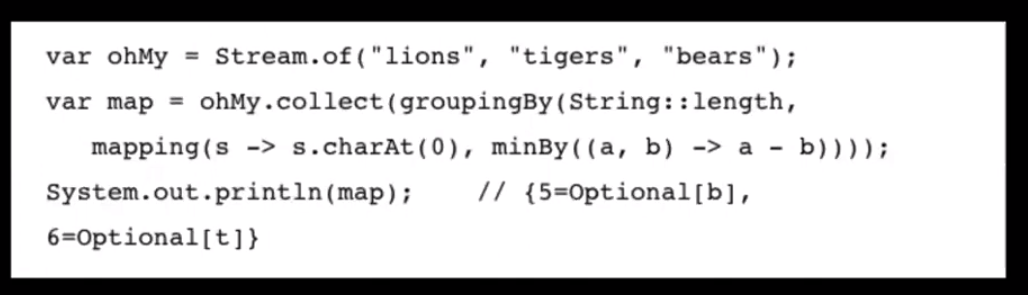 var ohMy = Stream.of("lions", "tigers", "bears");
var map = ohMy.collect(groupingBy(String::length,
   mapping(s -> s.charAt(0), minBy((a, b) -> a - b))));
System.out.println(map);    // {5=Optional[b],
6=Optional[t]}